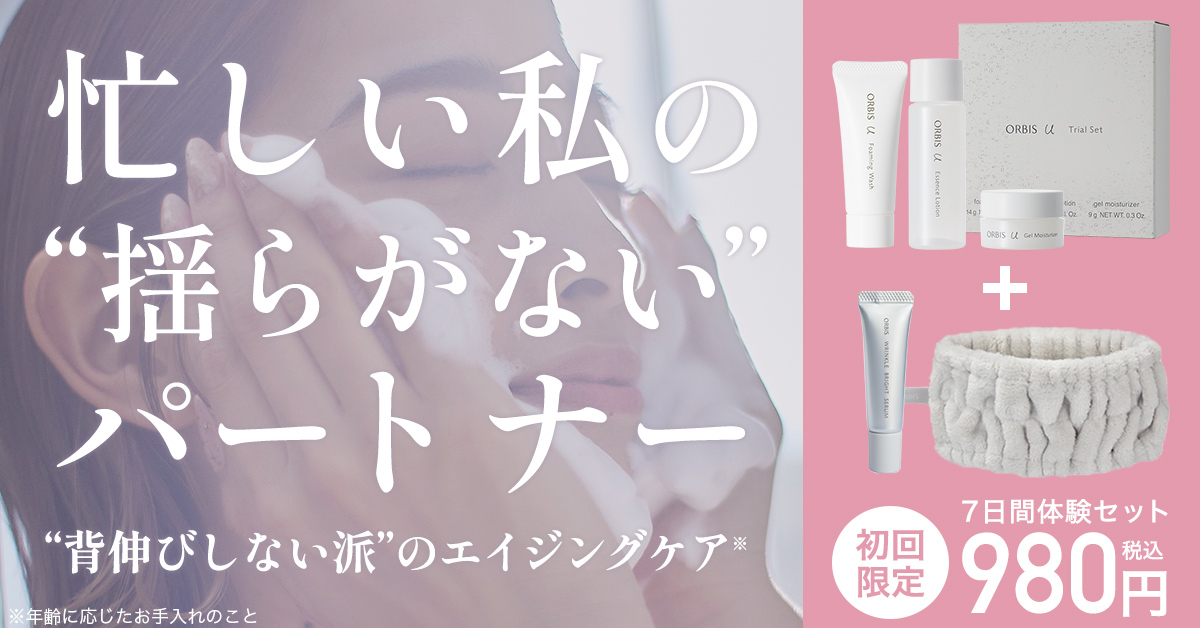 忙しい私の
“揺らがない”
パートナー
“背伸びしない派”のエイジングケア※
※年齢に応じたお手入れのこと
ORBIS u Foaming Wash
ORBIS u Essence Lotion
ORBIS u Gel Moisturizer
ORBIS u Trial Set
gel moisturizer
9 g NET WT. 0.3 Oz.
+
ORBIS WRINKLE BRIGHT SERUM
初回
限定
7日間体験セット
980円
税込